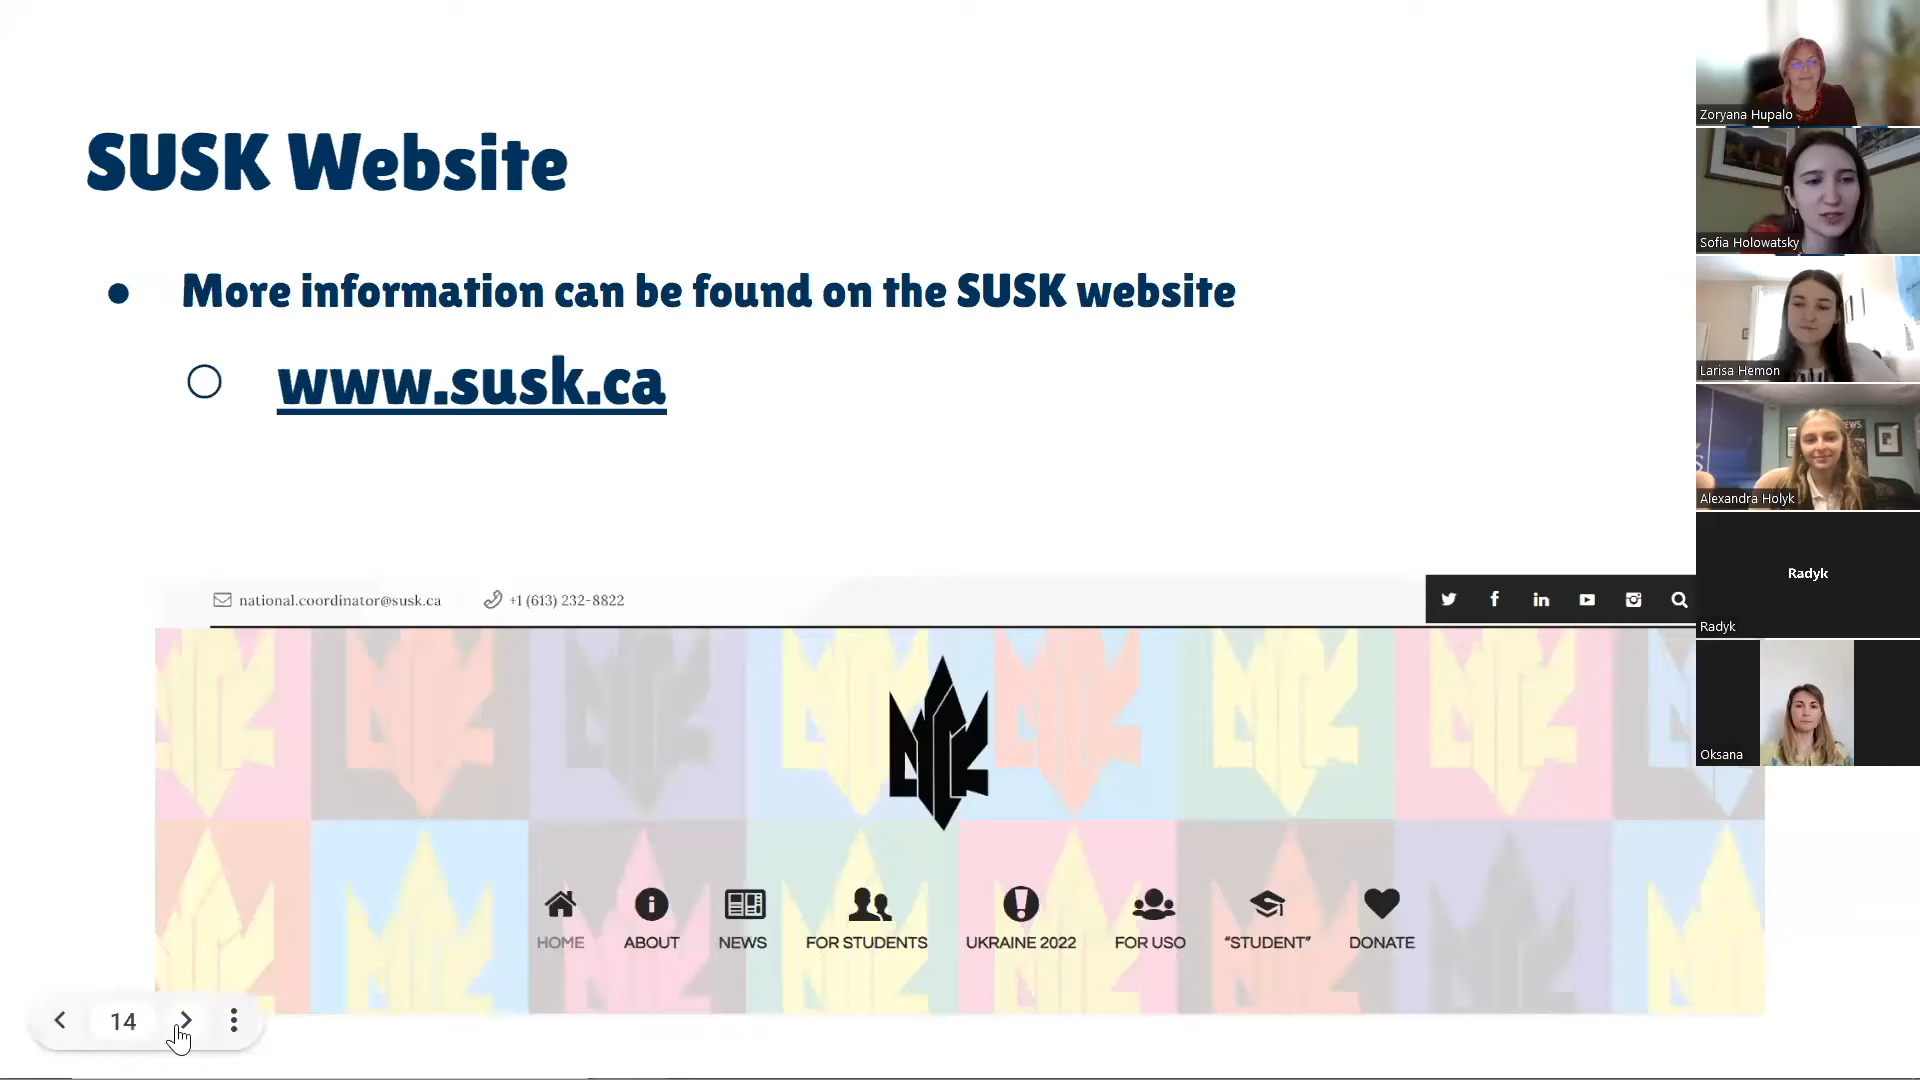 SUSK Website
● More information can be found on the SUSK website
○ www.susk.ca
national.coordinator@susk.ca +1 (613) 232-8822
HOME ABOUT NEWS FOR STUDENTS UKRAINE 2022 FOR USO “STUDENT” DONATE
14
Zoryana Hupalo
Sofia Holowatsky
Larisa Hemon
Alexandra Holyk
Radyk
Radyk
Oksana